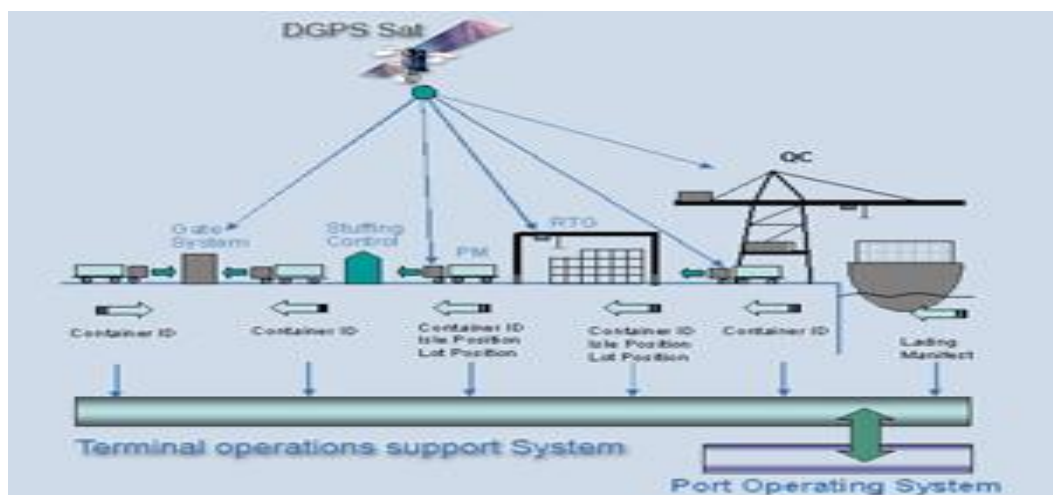 DGPS Sat
QC
Gate
System
Stuffing
Control
PM
RTG
Container ID
Container ID
Container ID
Isle Position
Lot Position
Container ID
Isle Position
Lot Position
Container ID
Lading
Manifest
Terminal operations support System
Port Operating System